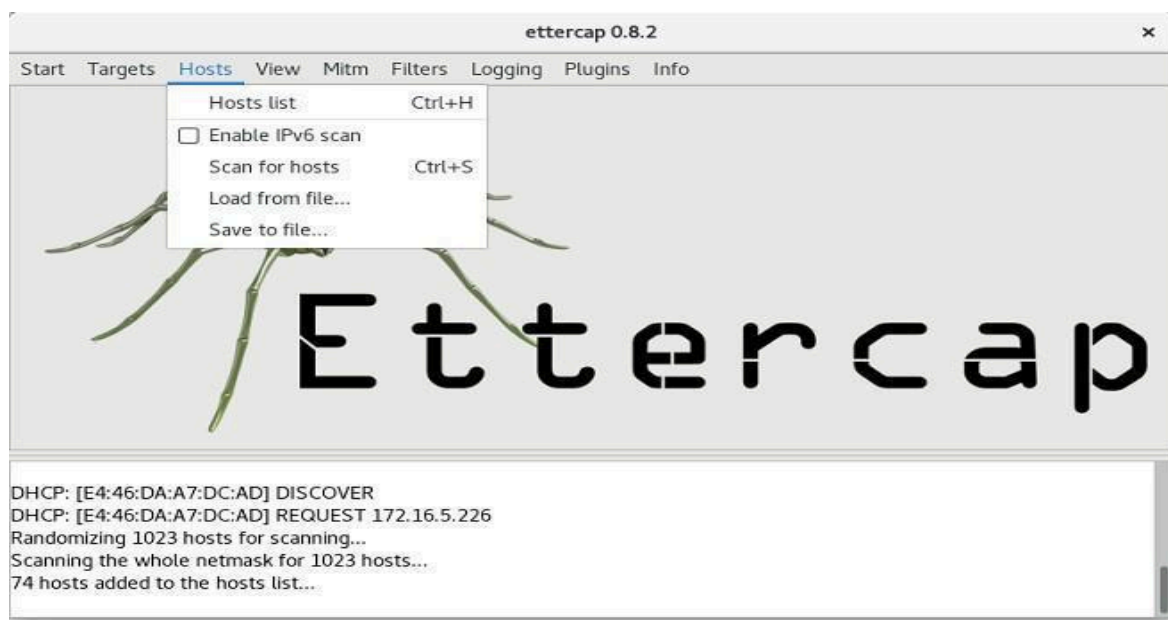 ettercap 0.8.2 ×
Start Targets Hosts View Mitm Filters Logging Plugins Info
Hosts list Ctrl+H
Enable IPv6 scan
Scan for hosts Ctrl+S
Load from file...
Save to file...
Ettercap
DHCP: [E4:46:DA:A7:DC:AD] DISCOVER
DHCP: [E4:46:DA:A7:DC:AD] REQUEST 172.16.5.226
Randomizing 1023 hosts for scanning...
Scanning the whole netmask for 1023 hosts...
74 hosts added to the hosts list...